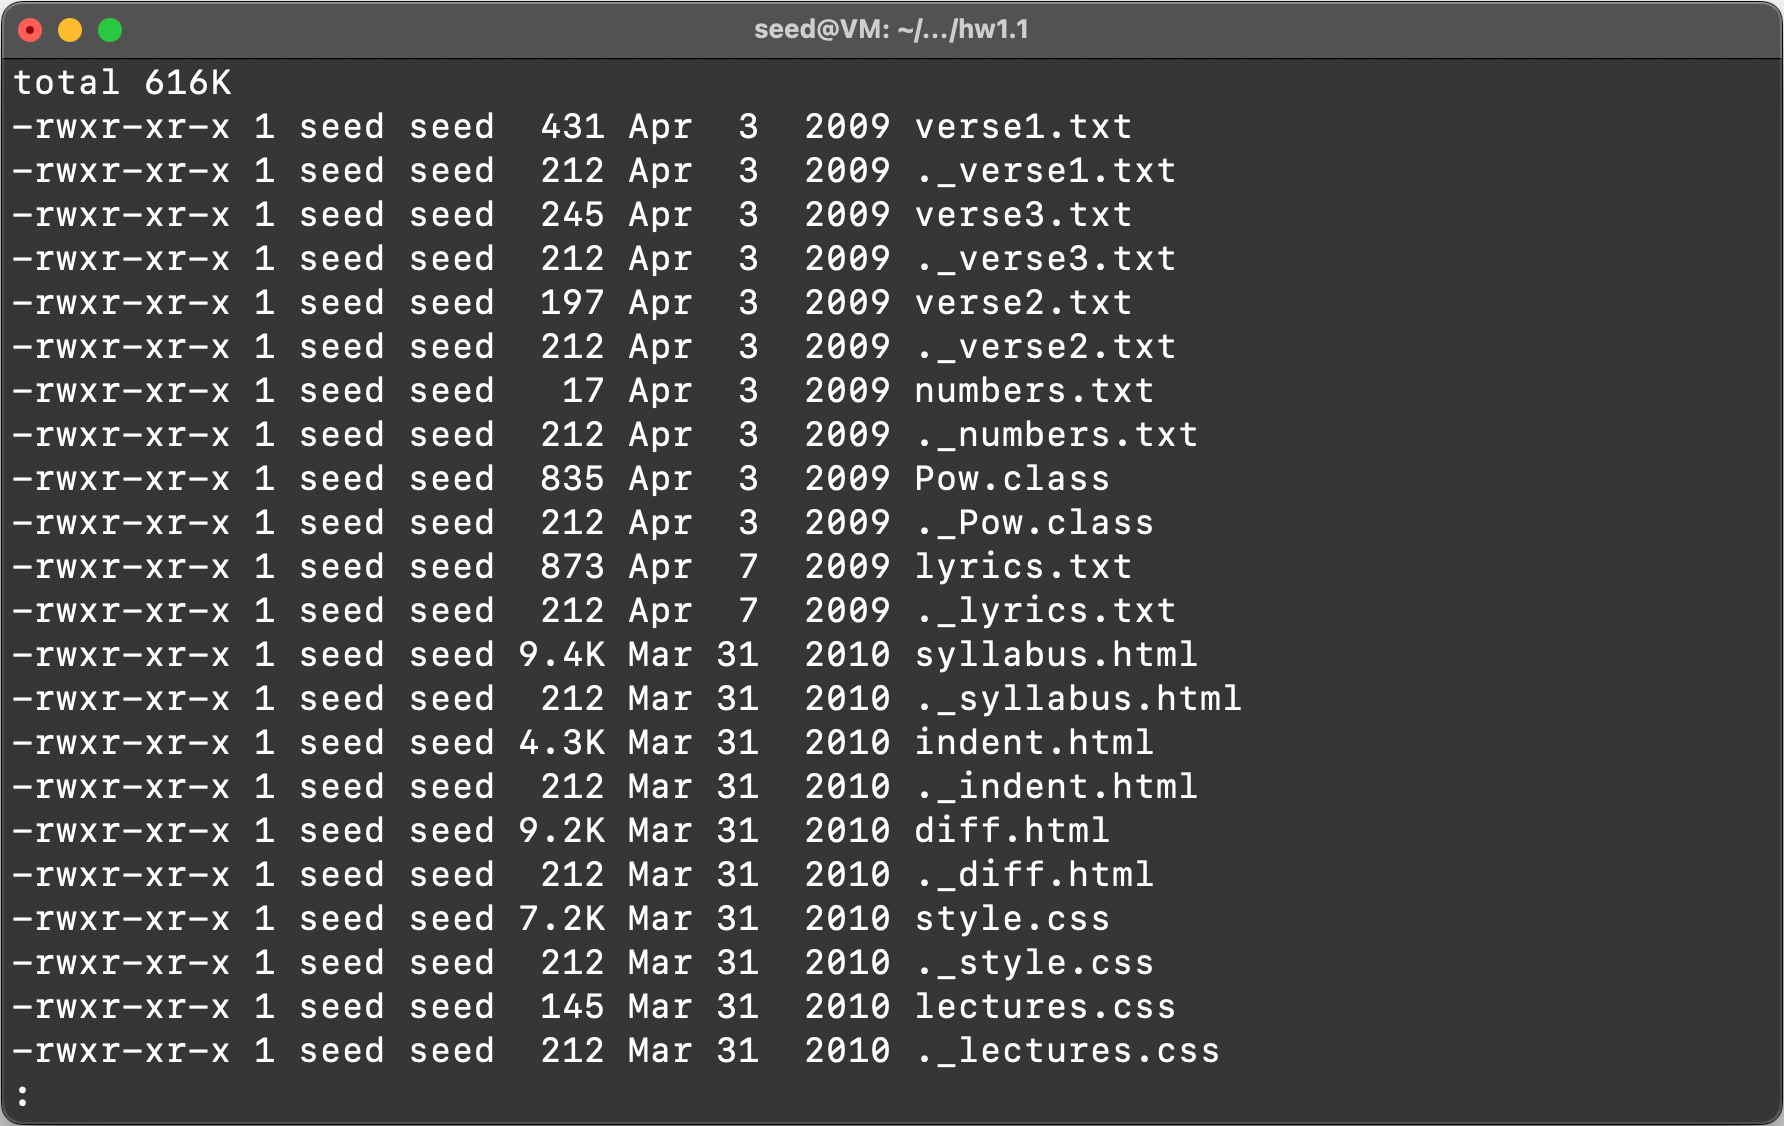 seed@VM: ~/.../hw1.1
total 616K
-rwxr-xr-x 1 seed seed  431 Apr  3  2009 verse1.txt
-rwxr-xr-x 1 seed seed  212 Apr  3  2009 ._verse1.txt
-rwxr-xr-x 1 seed seed  245 Apr  3  2009 verse3.txt
-rwxr-xr-x 1 seed seed  212 Apr  3  2009 ._verse3.txt
-rwxr-xr-x 1 seed seed  197 Apr  3  2009 verse2.txt
-rwxr-xr-x 1 seed seed  212 Apr  3  2009 ._verse2.txt
-rwxr-xr-x 1 seed seed   17 Apr  3  2009 numbers.txt
-rwxr-xr-x 1 seed seed  212 Apr  3  2009 ._numbers.txt
-rwxr-xr-x 1 seed seed  835 Apr  3  2009 Pow.class
-rwxr-xr-x 1 seed seed  212 Apr  3  2009 ._Pow.class
-rwxr-xr-x 1 seed seed  873 Apr  7  2009 lyrics.txt
-rwxr-xr-x 1 seed seed  212 Apr  7  2009 ._lyrics.txt
-rwxr-xr-x 1 seed seed 9.4K Mar 31  2010 syllabus.html
-rwxr-xr-x 1 seed seed  212 Mar 31  2010 ._syllabus.html
-rwxr-xr-x 1 seed seed 4.3K Mar 31  2010 indent.html
-rwxr-xr-x 1 seed seed  212 Mar 31  2010 ._indent.html
-rwxr-xr-x 1 seed seed 9.2K Mar 31  2010 diff.html
-rwxr-xr-x 1 seed seed  212 Mar 31  2010 ._diff.html
-rwxr-xr-x 1 seed seed 7.2K Mar 31  2010 style.css
-rwxr-xr-x 1 seed seed  212 Mar 31  2010 ._style.css
-rwxr-xr-x 1 seed seed  145 Mar 31  2010 lectures.css
-rwxr-xr-x 1 seed seed  212 Mar 31  2010 ._lectures.css
: